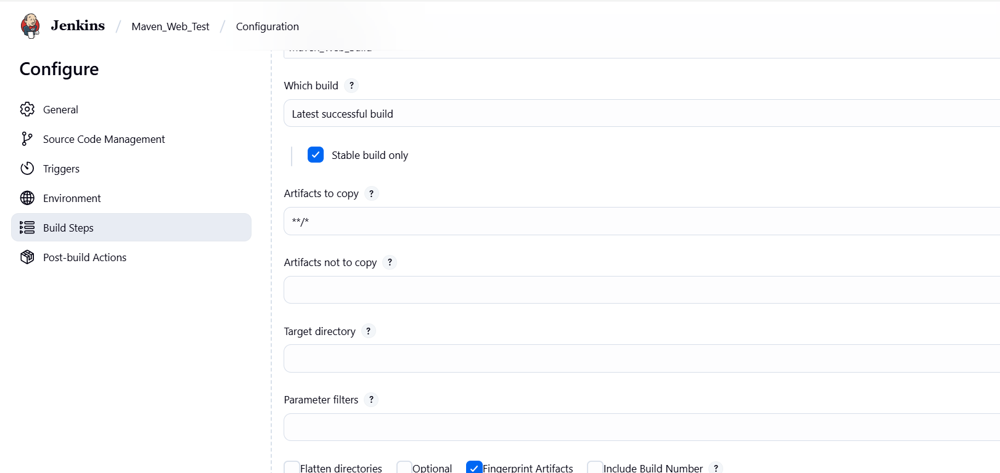 Jenkins / Maven_Web_Test / Configuration
Configure
General
Source Code Management
Triggers
Environment
Build Steps
Post-build Actions
Which build ?
Latest successful build
Stable build only
Artifacts to copy ?
**/*
Artifacts not to copy ?
Target directory ?
Parameter filters ?
Flatten directories Optional Fingerprint Artifacts Include Build Number ?